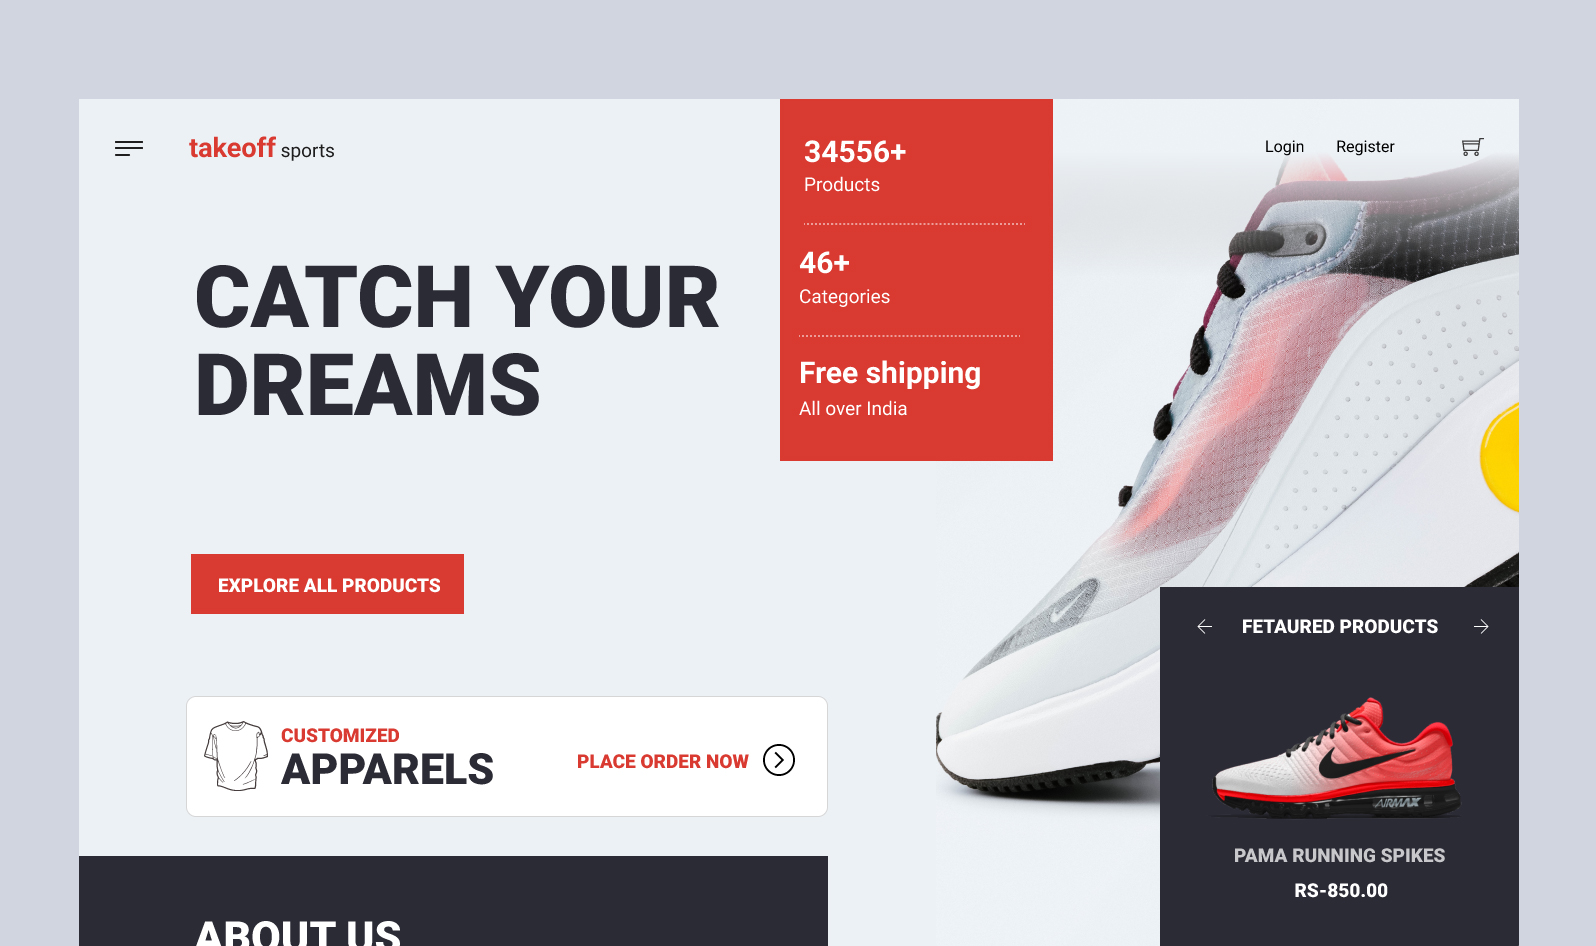 takeoff sports
Login
Register
34556+
Products
46+
Categories
Free shipping
All over India
CATCH YOUR
DREAMS
EXPLORE ALL PRODUCTS
CUSTOMIZED
APPARELS
PLACE ORDER NOW
FETAURED PRODUCTS
AIRMAX
PAMA RUNNING SPIKES
RS-850.00
ABOUT US